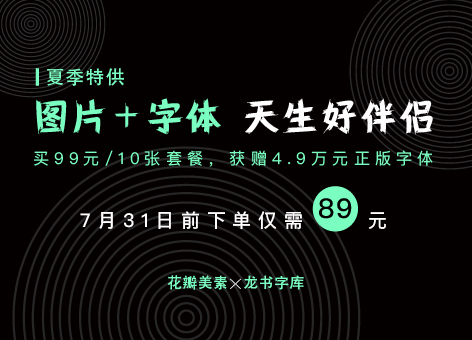 夏季特供
图片＋字体 天生好伴侣
买99元/10张套餐，获赠4.9万元正版字体
7月31日前下单仅需 89 元
花瓣美素×龙书字库